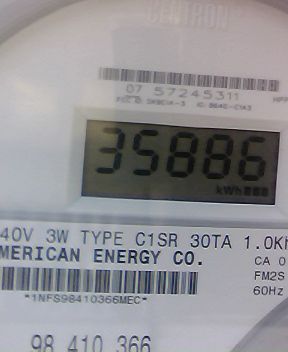 CENTRON
07 57245311
35886
kWh
40V 3W TYPE C1SR 30TA 1.0Kh
MERICAN ENERGY CO.
CA 0
FM2S
60Hz
*1NFS98410366MEC*
98 410 366